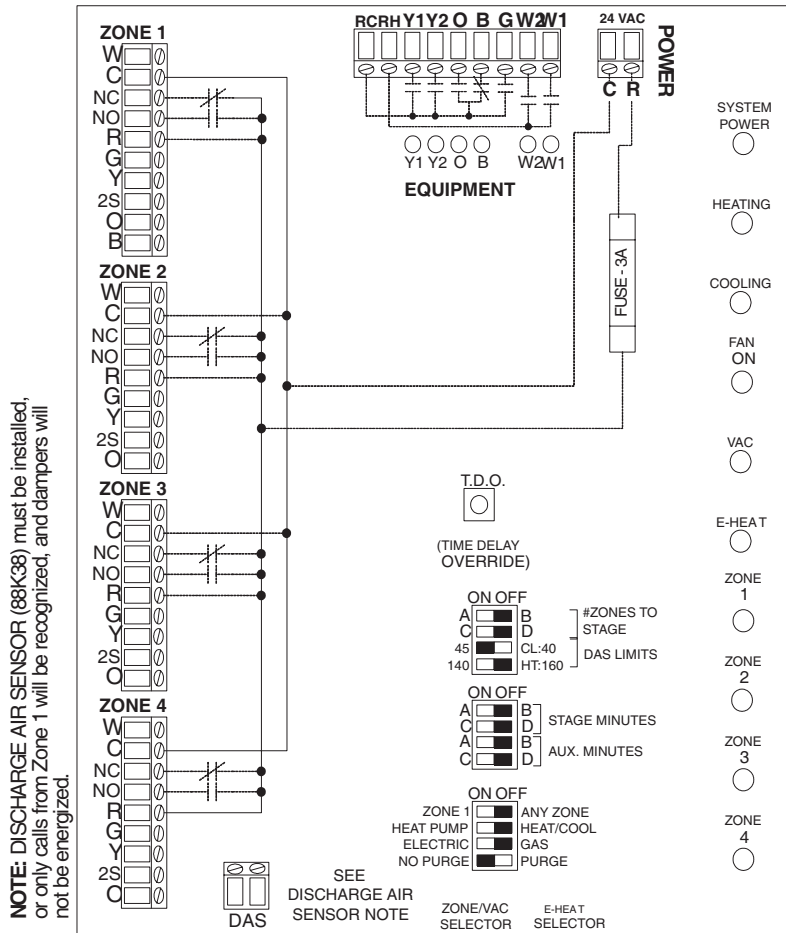 NOTE: DISCHARGE AIR SENSOR (88K38) must be installed,
or only calls from Zone 1 will be recognized, and dampers will
not be energized.
ZONE 1
W
C
NC
NO
R
G
Y
2S
O
B
ZONE 2
W
C
NC
NO
R
G
Y
2S
O
ZONE 3
W
C
NC
NO
R
G
Y
2S
O
ZONE 4
W
C
NC
NO
R
G
Y
2S
O
RC RH Y1 Y2 O B G W2 W1
Y1 Y2 O B W2 W1
EQUIPMENT
24 VAC
C R
POWER
FUSE - 3A
SYSTEM
POWER
HEATING
COOLING
FAN
ON
VAC
E-HEAT
ZONE
1
ZONE
2
ZONE
3
ZONE
4
T.D.O.
(TIME DELAY
OVERRIDE)
ON OFF
A B
C D
#ZONES TO
STAGE
45 CL:40
140 HT:160
DAS LIMITS
ON OFF
A B
C D
STAGE MINUTES
A B
C D
AUX. MINUTES
ON OFF
ZONE 1 ANY ZONE
HEAT PUMP HEAT/COOL
ELECTRIC GAS
NO PURGE PURGE
DAS
SEE
DISCHARGE AIR
SENSOR NOTE
ZONE/VAC
SELECTOR
E-HEAT
SELECTOR